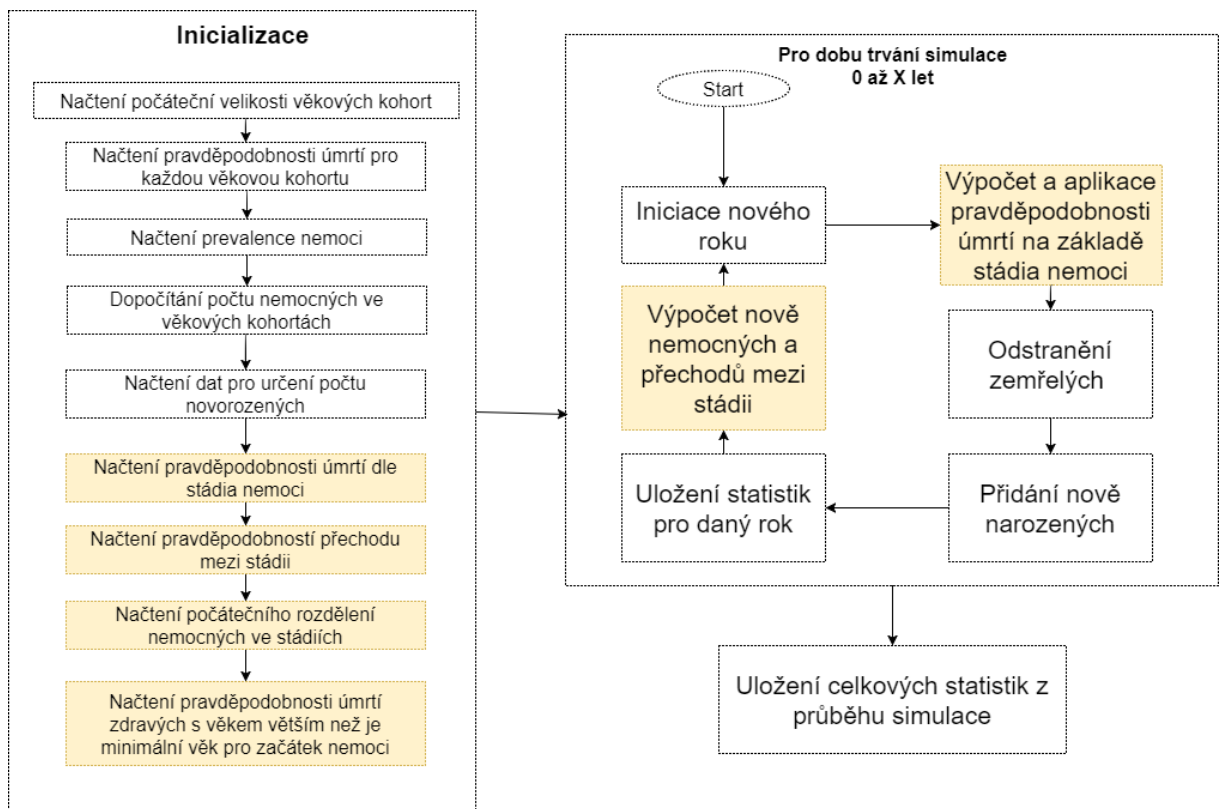 Inicializace
Načtení počáteční velikosti věkových kohort
Načtení pravděpodobnosti úmrtí pro
každou věkovou kohortu
Načtení prevalence nemoci
Dopočítání počtu nemocných ve
věkových kohortách
Načtení dat pro určení počtu
novorozených
Načtení pravděpodobnosti úmrtí dle
stádia nemoci
Načtení pravděpodobností přechodu
mezi stádii
Načtení počátečního rozdělení
nemocných ve stádiích
Načtení pravděpodobnosti úmrtí
zdravých s věkem větším než je
minimální věk pro začátek nemoci
Pro dobu trvání simulace
0 až X let
Start
Iniciace nového
roku
Výpočet a aplikace
pravděpodobnosti
úmrtí na základě
stádia nemoci
Odstranění
zemřelých
Přidání nově
narozených
Uložení statistik
pro daný rok
Výpočet nově
nemocných a
přechodů mezi
stádii
Uložení celkových statistik z
průběhu simulace